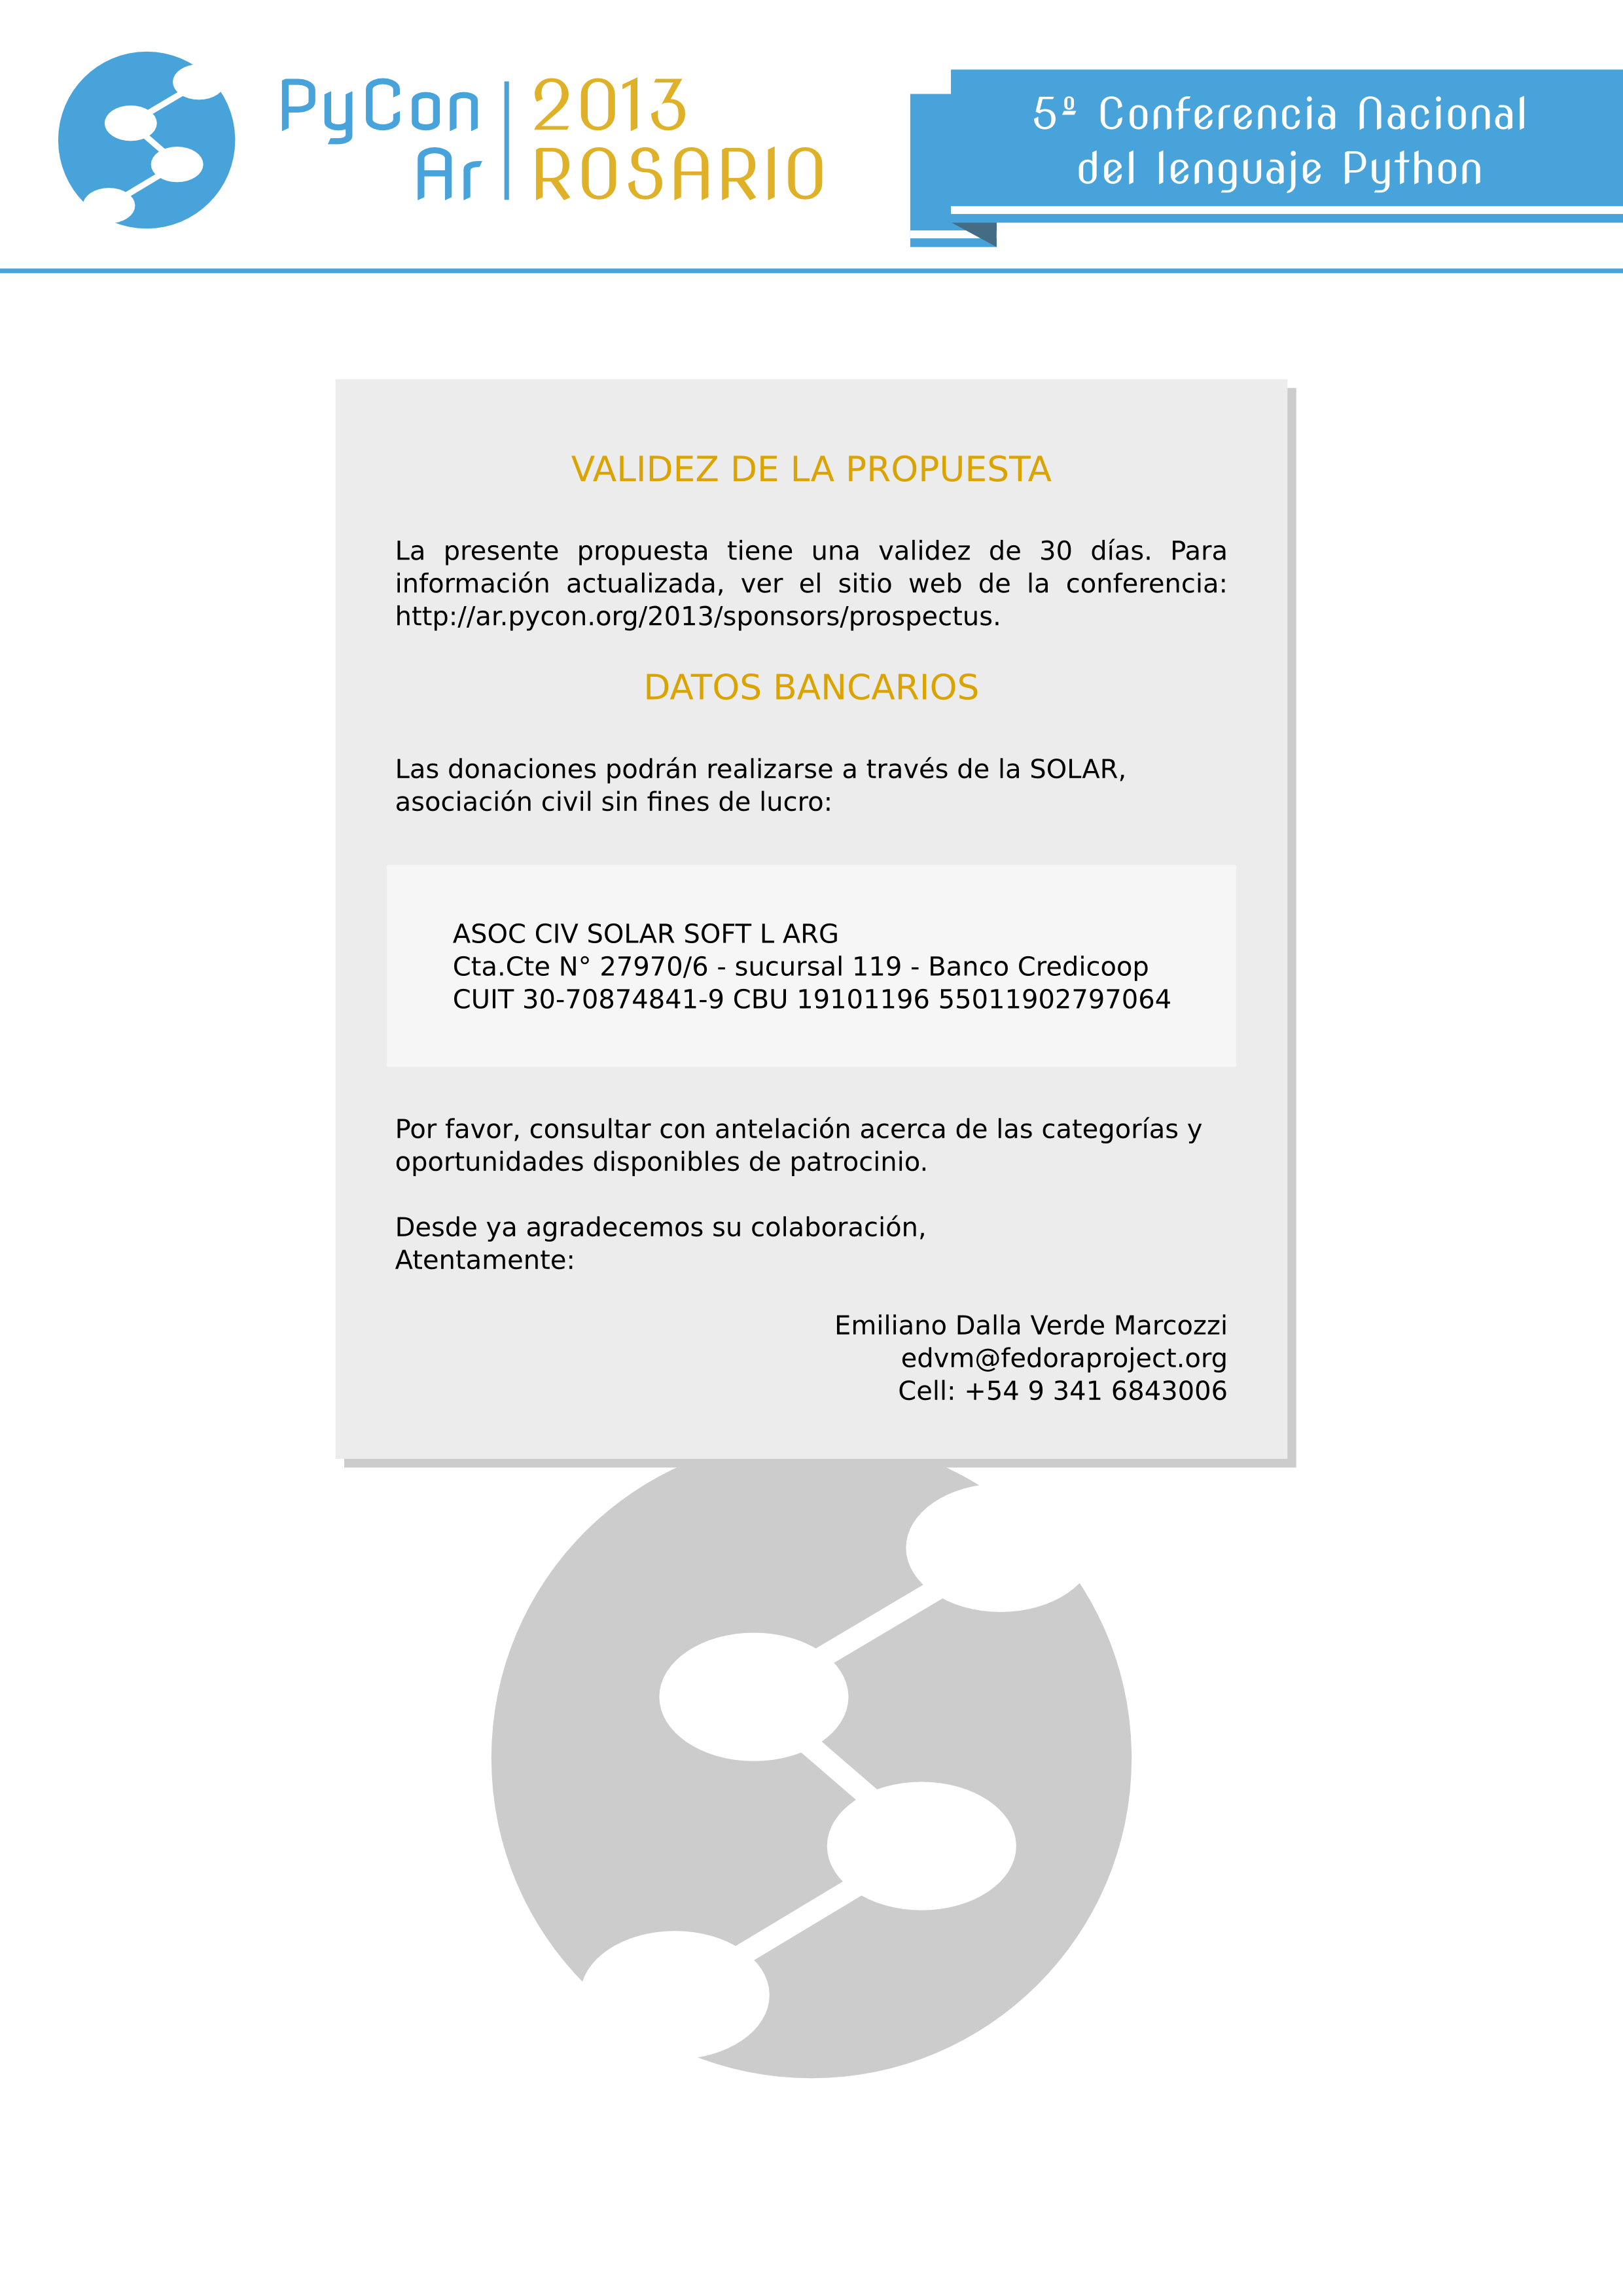 PyCon
Ar
2013
ROSARIO
5º Conferencia Nacional
del lenguaje Python
VALIDEZ DE LA PROPUESTA
La presente propuesta tiene una validez de 30 días. Para
información actualizada, ver el sitio web de la conferencia:
http://ar.pycon.org/2013/sponsors/prospectus.
DATOS BANCARIOS
Las donaciones podrán realizarse a través de la SOLAR,
asociación civil sin fines de lucro:
ASOC CIV SOLAR SOFT L ARG
Cta.Cte N° 27970/6 - sucursal 119 - Banco Credicoop
CUIT 30-70874841-9 CBU 19101196 55011902797064
Por favor, consultar con antelación acerca de las categorías y
oportunidades disponibles de patrocinio.
Desde ya agradecemos su colaboración,
Atentamente:
Emiliano Dalla Verde Marcozzi
edvm@fedoraproject.org
Cell: +54 9 341 6843006